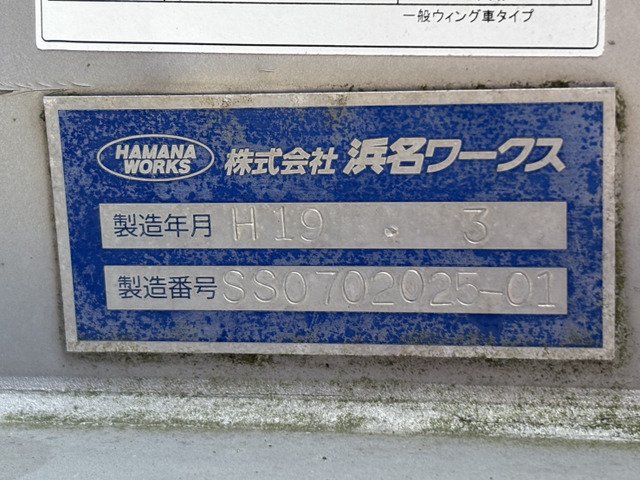 一般ウィング車タイプ
HAMANA
WORKS
株式会社 浜名ワークス
製造年月 H19.3
製造番号 SS0702025-01